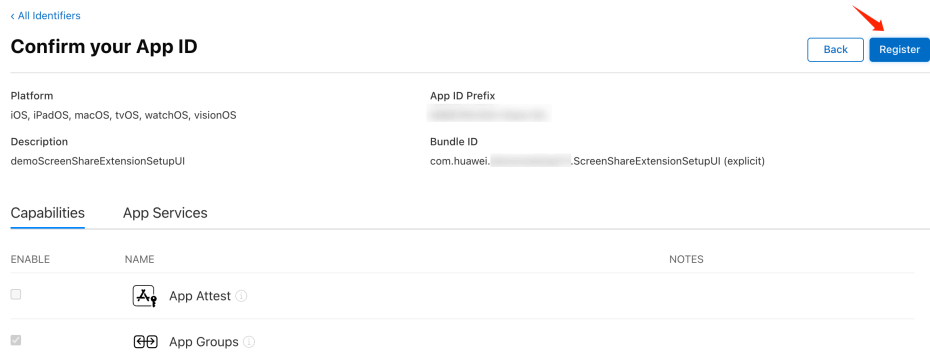 ‹ All Identifiers
Confirm your App ID
Back Register
Platform App ID Prefix
iOS, iPadOS, macOS, tvOS, watchOS, visionOS
Description Bundle ID
demoScreenShareExtensionSetupUI com.huawei. .ScreenShareExtensionSetupUI (explicit)
Capabilities App Services
ENABLE NAME NOTES
App Attest
App Groups